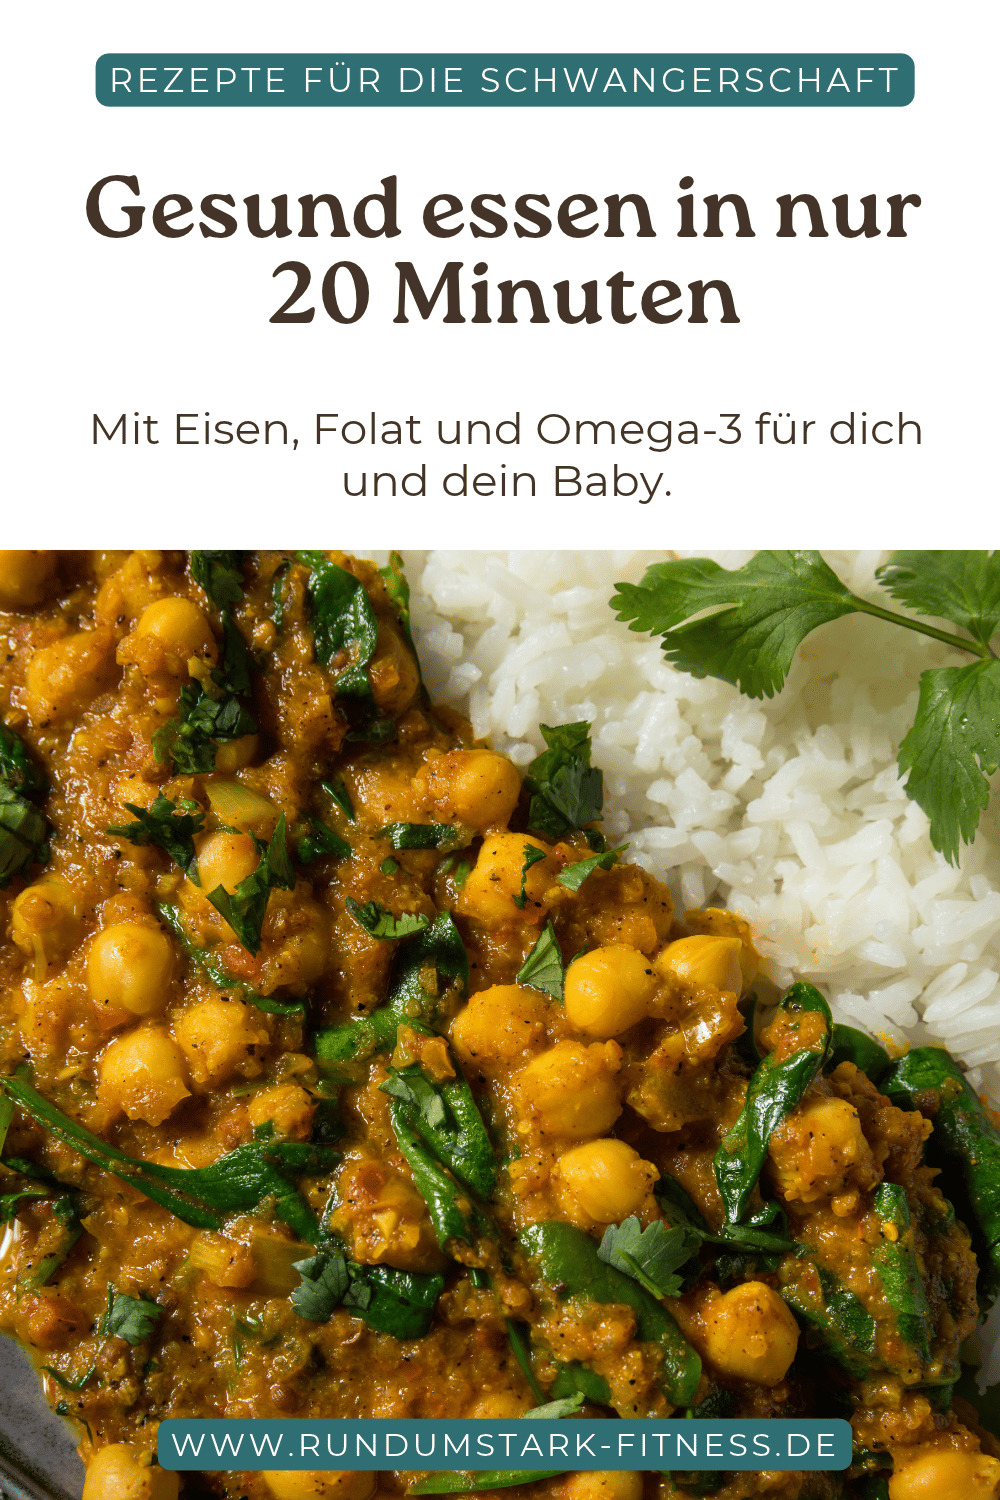 REZEPTE FÜR DIE SCHWANGERSCHAFT
Gesund essen in nur
20 Minuten
Mit Eisen, Folat und Omega-3 für dich
und dein Baby.
WWW.RUNDUMSTARK-FITNESS.DE